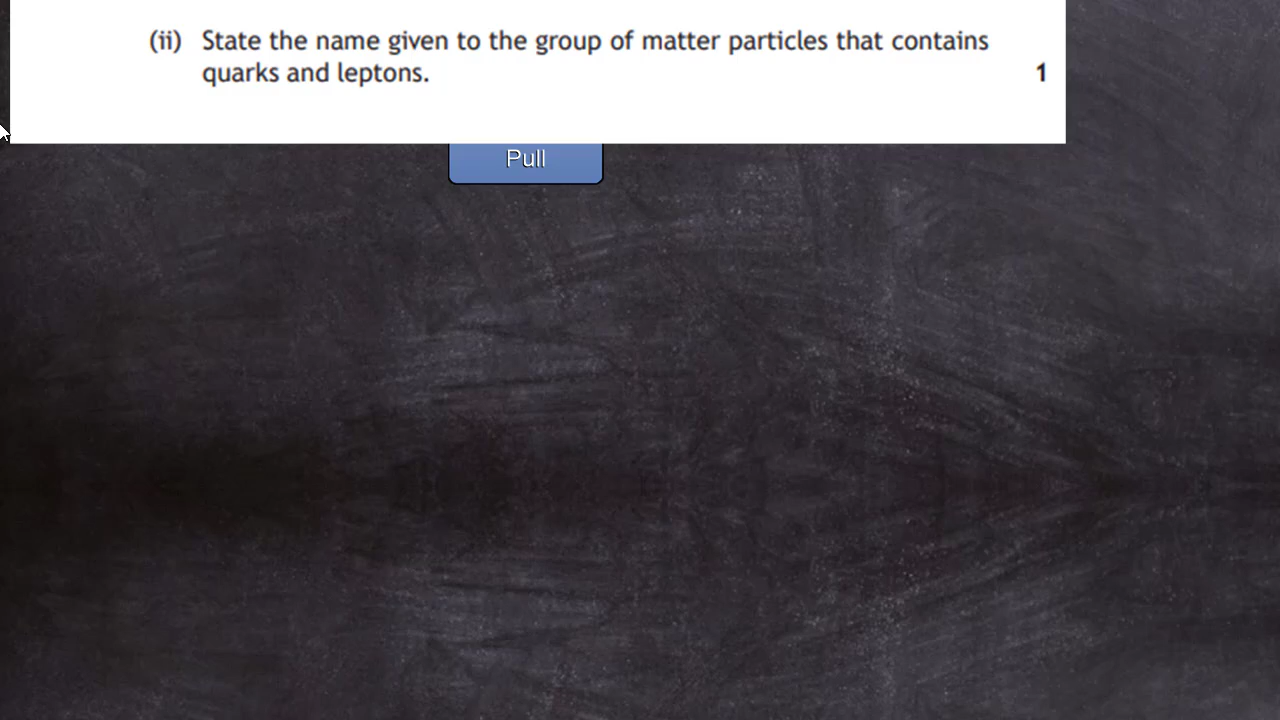 (ii) State the name given to the group of matter particles that contains
quarks and leptons. 1
Pull